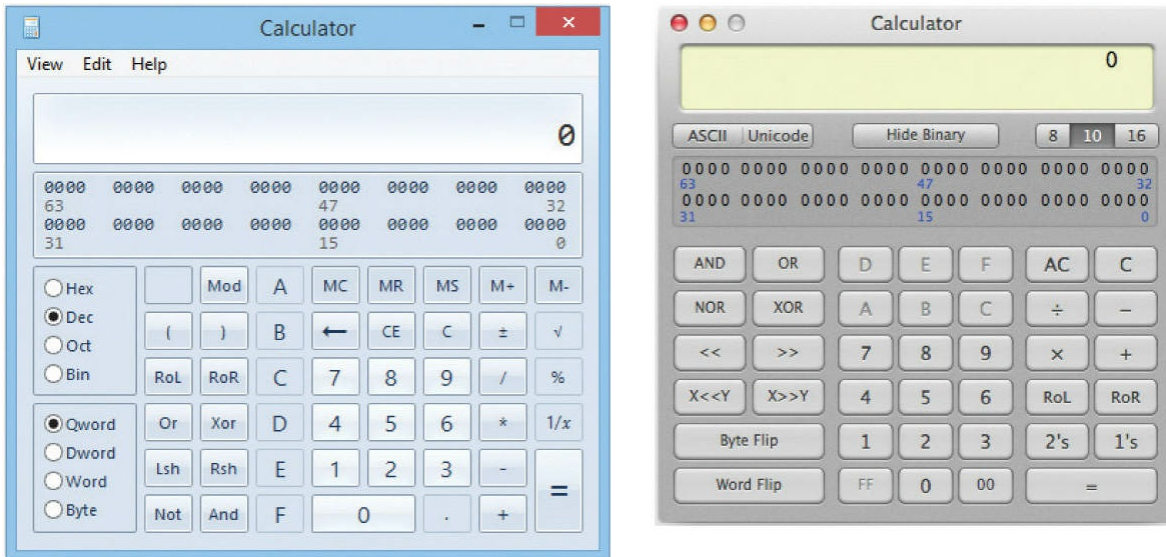 Calculator
View Edit Help
0
0000 0000 0000 0000 0000 0000 0000 0000
63 47 32
0000 0000 0000 0000 0000 0000 0000 0000
31 15 0
Hex
Dec
Oct
Bin
Qword
Dword
Word
Byte
Mod A MC MR MS M+ M-
( ) B ← CE C ± √
RoL RoR C 7 8 9 / %
Or Xor D 4 5 6 * 1/x
Lsh Rsh E 1 2 3 - =
Not And F 0 . +
Calculator
0
ASCII Unicode Hide Binary 8 10 16
0000 0000 0000 0000 0000 0000 0000 0000
63 47 32
0000 0000 0000 0000 0000 0000 0000 0000
31 15 0
AND OR D E F AC C
NOR XOR A B C ÷ −
<< >> 7 8 9 × +
X<<Y X>>Y 4 5 6 RoL RoR
Byte Flip 1 2 3 2's 1's
Word Flip FF 0 00 =